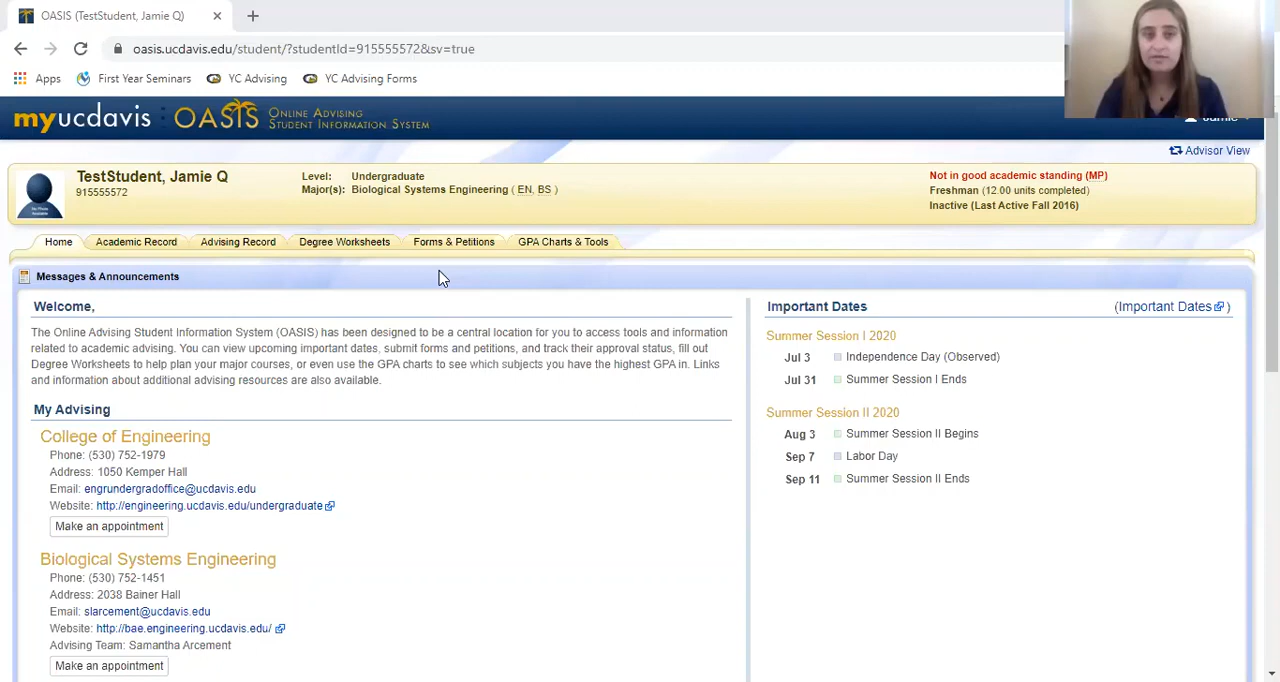 OASIS (TestStudent, Jamie Q)
oasis.ucdavis.edu/student/?studentId=915555572&sv=true
Apps First Year Seminars YC Advising YC Advising Forms
myucdavis OASIS ONLINE ADVISING STUDENT INFORMATION SYSTEM
Advisor View
TestStudent, Jamie Q
915555572
Level: Undergraduate
Major(s): Biological Systems Engineering ( EN, BS )
Not in good academic standing (MP)
Freshman (12.00 units completed)
Inactive (Last Active Fall 2016)
Home Academic Record Advising Record Degree Worksheets Forms & Petitions GPA Charts & Tools
Messages & Announcements
Welcome,
The Online Advising Student Information System (OASIS) has been designed to be a central location for you to access tools and information
related to academic advising. You can view upcoming important dates, submit forms and petitions, and track their approval status, fill out
Degree Worksheets to help plan your major courses, or even use the GPA charts to see which subjects you have the highest GPA in. Links
and information about additional advising resources are also available.
My Advising
College of Engineering
Phone: (530) 752-1979
Address: 1050 Kemper Hall
Email: engrundergradoffice@ucdavis.edu
Website: http://engineering.ucdavis.edu/undergraduate
Make an appointment
Biological Systems Engineering
Phone: (530) 752-1451
Address: 2038 Bainer Hall
Email: slarcement@ucdavis.edu
Website: http://bae.engineering.ucdavis.edu/
Advising Team: Samantha Arcement
Make an appointment
Important Dates (Important Dates)
Summer Session I 2020
Jul 3 Independence Day (Observed)
Jul 31 Summer Session I Ends
Summer Session II 2020
Aug 3 Summer Session II Begins
Sep 7 Labor Day
Sep 11 Summer Session II Ends